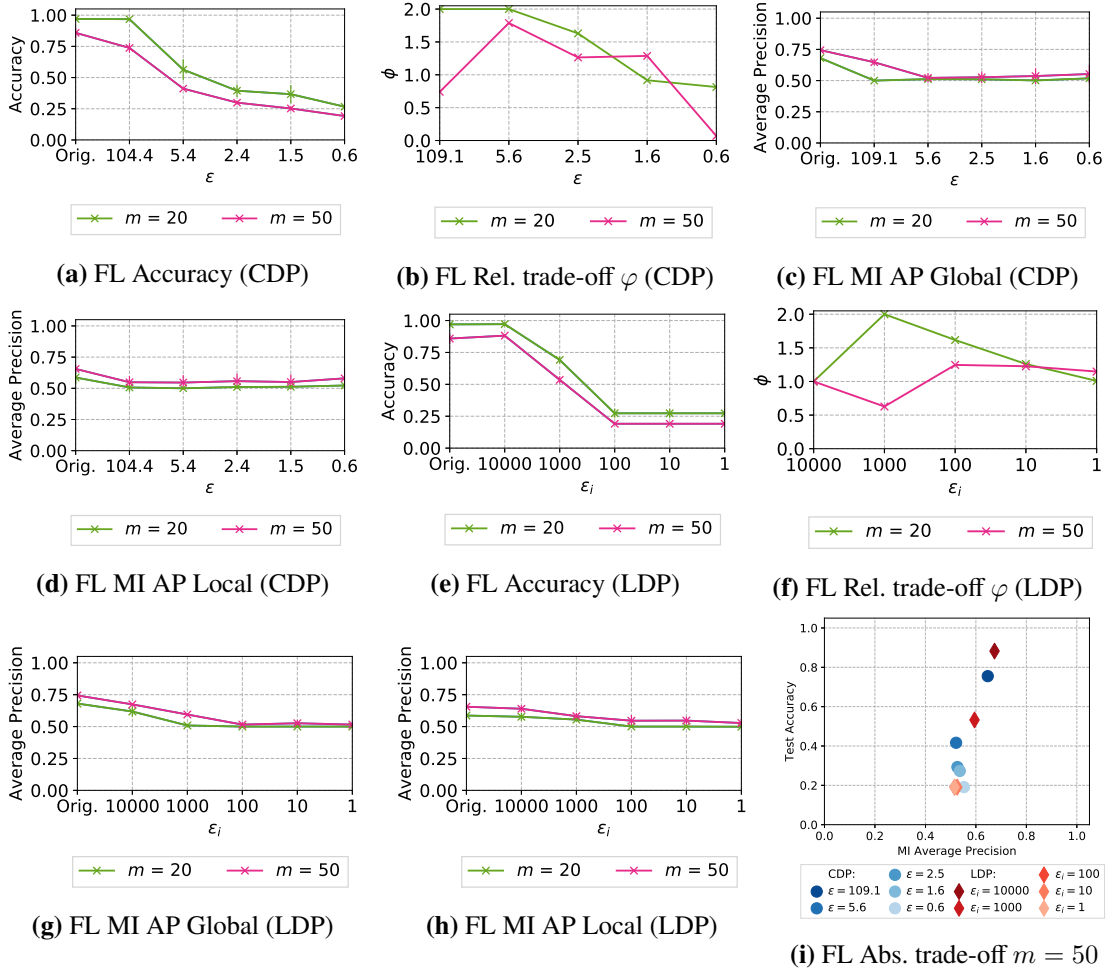 Accuracy
1.00
0.75
0.50
0.25
0.00
Orig. 104.4 5.4 2.4 1.5 0.6
ε
m = 20 m = 50
(a) FL Accuracy (CDP)
ϕ
2.0
1.5
1.0
0.5
0.0
109.1 5.6 2.5 1.6 0.6
ε
m = 20 m = 50
(b) FL Rel. trade-off φ (CDP)
Average Precision
1.00
0.75
0.50
0.25
0.00
Orig. 109.1 5.6 2.5 1.6 0.6
ε
m = 20 m = 50
(c) FL MI AP Global (CDP)
Average Precision
1.00
0.75
0.50
0.25
0.00
Orig. 104.4 5.4 2.4 1.5 0.6
ε
m = 20 m = 50
(d) FL MI AP Local (CDP)
Accuracy
1.00
0.75
0.50
0.25
0.00
Orig. 10000 1000 100 10 1
εi
m = 20 m = 50
(e) FL Accuracy (LDP)
ϕ
2.0
1.5
1.0
0.5
0.0
10000 1000 100 10 1
εi
m = 20 m = 50
(f) FL Rel. trade-off φ (LDP)
Average Precision
1.00
0.75
0.50
0.25
0.00
Orig. 10000 1000 100 10 1
εi
m = 20 m = 50
(g) FL MI AP Global (LDP)
Average Precision
1.00
0.75
0.50
0.25
0.00
Orig. 10000 1000 100 10 1
εi
m = 20 m = 50
(h) FL MI AP Local (LDP)
Test Accuracy
1.0
0.8
0.6
0.4
0.2
0.0
0.0 0.2 0.4 0.6 0.8 1.0
MI Average Precision
CDP: ε = 2.5 LDP: εi = 100
ε = 109.1 ε = 1.6 εi = 10000 εi = 10
ε = 5.6 ε = 0.6 εi = 1000 εi = 1
(i) FL Abs. trade-off m = 50